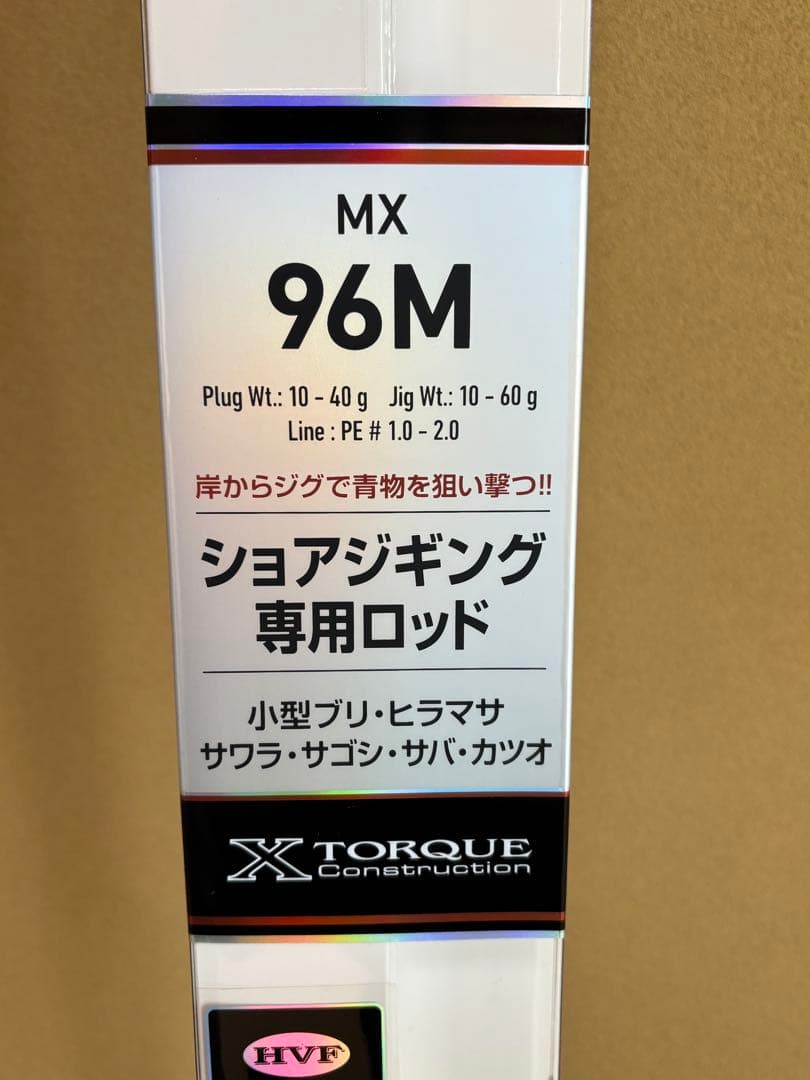 MX
96M
Plug Wt.: 10 - 40 g Jig Wt.: 10 - 60 g
Line : PE # 1.0 - 2.0
岸からジグで青物を狙い撃つ!!
ショアジギング
専用ロッド
小型ブリ・ヒラマサ
サワラ・サゴシ・サバ・カツオ
X TORQUE
Construction
HVF